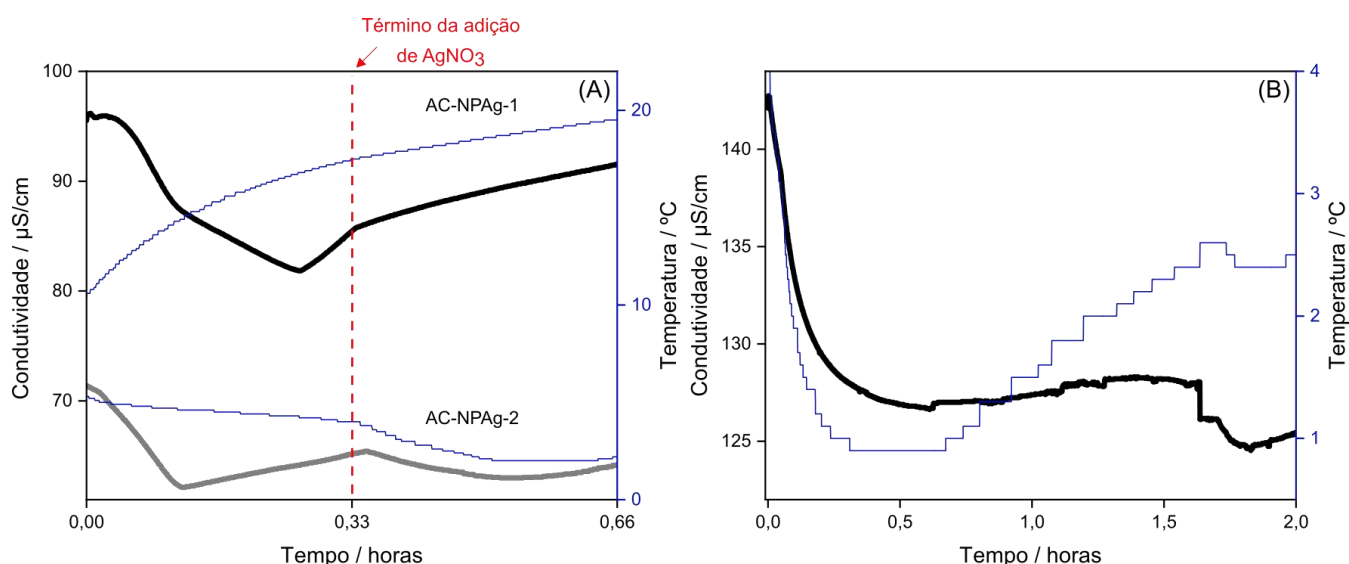 Término da adição
de AgNO3
(A)
AC-NPAg-1
AC-NPAg-2
100
90
80
70
Condutividade / µS/cm
20
10
0
Temperatura / ºC
0,00
0,33
0,66
Tempo / horas
(B)
140
135
130
125
Condutividade / µS/cm
4
3
2
1
Temperatura / ºC
0,0
0,5
1,0
1,5
2,0
Tempo / horas